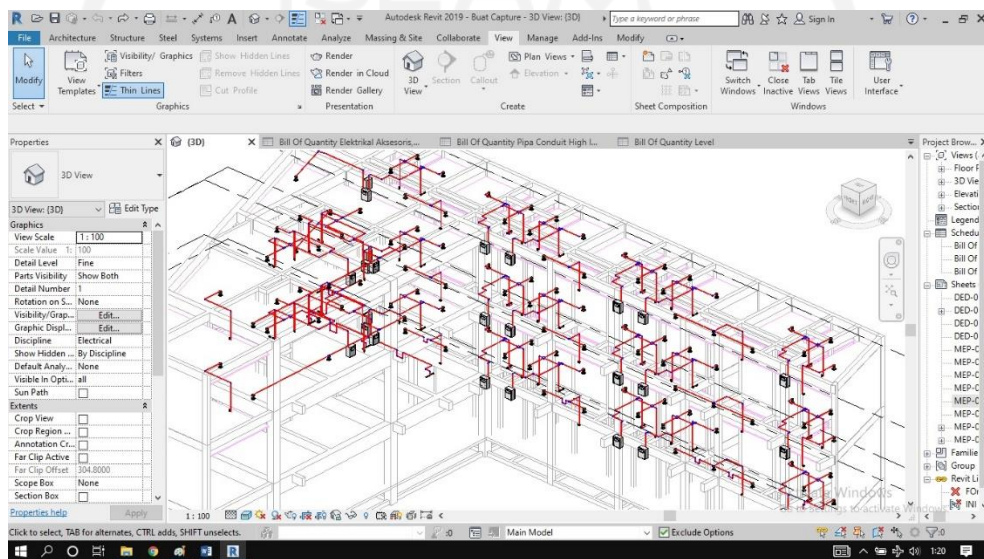 Autodesk Revit 2019 - Buat Capture - 3D View: {3D}
Type a keyword or phrase
Sign In
File Architecture Structure Steel Systems Insert Annotate Analyze Massing & Site Collaborate View Manage Add-Ins Modify
Modify
View Templates
Visibility/ Graphics
Filters
Thin Lines
Show Hidden Lines
Remove Hidden Lines
Cut Profile
Render
Render in Cloud
Render Gallery
3D View
Section
Callout
Plan Views
Elevation
Switch Windows
Close Inactive
Tab Views
Tile Views
User Interface
Select
Graphics
Presentation
Create
Sheet Composition
Windows
Properties
{3D}
Bill Of Quantity Elektrikal Aksesoris,...
Bill Of Quantity Pipa Conduit High I...
Bill Of Quantity Level
Project Brow...
3D View
3D View: {3D}
Edit Type
Graphics
View Scale 1 : 100
Scale Value 1: 100
Detail Level Fine
Parts Visibility Show Both
Detail Number 1
Rotation on S... None
Visibility/Grap... Edit...
Graphic Displ... Edit...
Discipline Electrical
Show Hidden ... By Discipline
Default Analy... None
Visible In Opti... all
Sun Path
Extents
Crop View
Crop Region ...
Annotation Cr...
Far Clip Active
Far Clip Offset 304.8000
Scope Box None
Section Box
Properties help
Apply
Views (
Floor F
3D Vie
Elevati
Sectio
Legend
Schedu
Bill Of
Bill Of
Bill Of
Sheets
DED-0
DED-0
DED-0
DED-0
MEP-C
MEP-C
MEP-C
MEP-C
MEP-C
MEP-C
MEP-C
Familie
Group
Revit Li
1 : 100
Click to select, TAB for alternates, CTRL adds, SHIFT unselects.
:0
Main Model
Exclude Options
:0
1:20